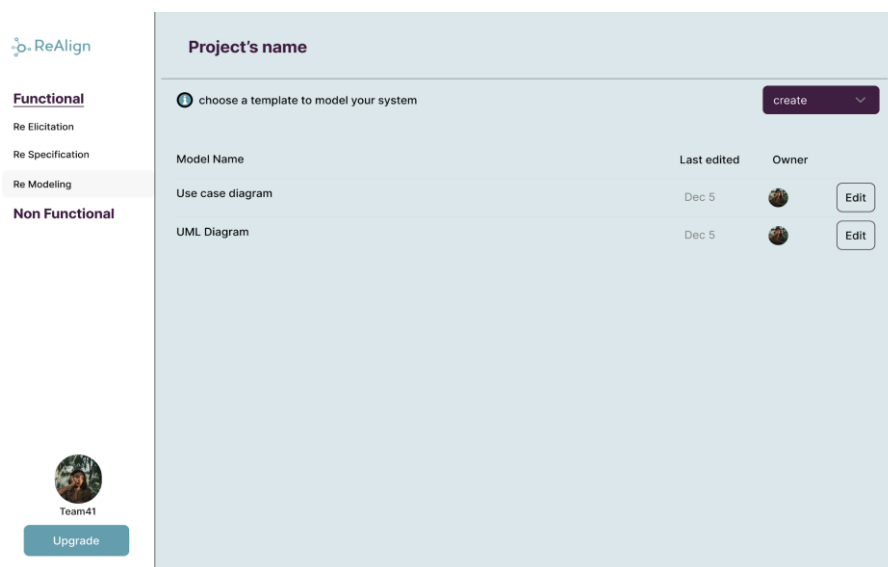 ReAlign
Project's name
Functional
Re Elicitation
Re Specification
Re Modeling
Non Functional
choose a template to model your system
create
Model Name Last edited Owner
Use case diagram Dec 5 Edit
UML Diagram Dec 5 Edit
Team41
Upgrade